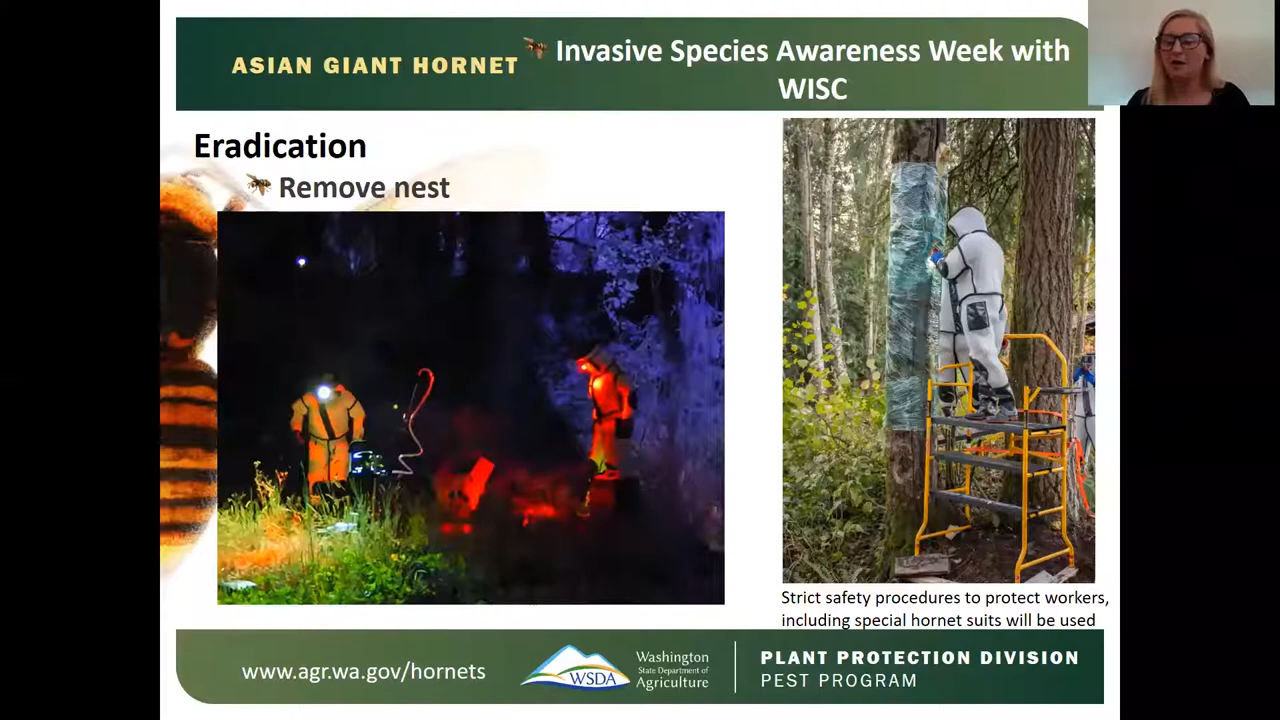 ASIAN GIANT HORNET
Invasive Species Awareness Week with
WISC
Eradication
Remove nest
Strict safety procedures to protect workers,
including special hornet suits will be used
www.agr.wa.gov/hornets
WSDA
Washington
State Department of
Agriculture
PLANT PROTECTION DIVISION
PEST PROGRAM